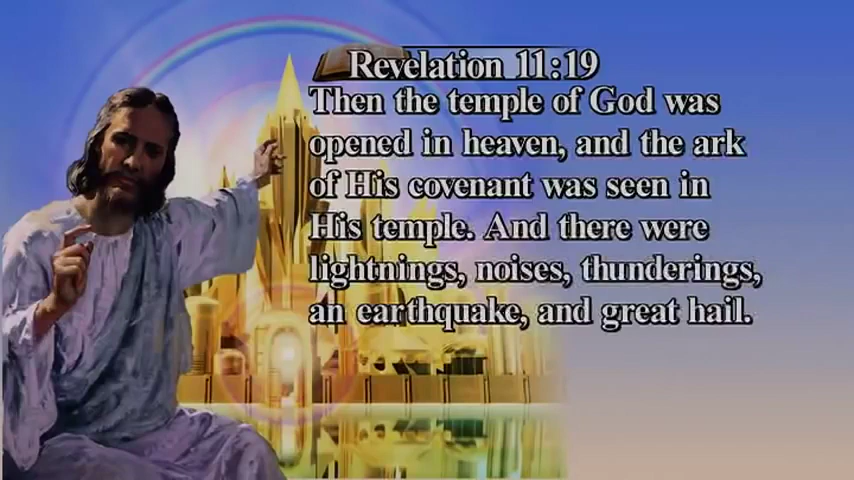 Revelation 11:19
Then the temple of God was
opened in heaven, and the ark
of His covenant was seen in
His temple. And there were
lightnings, noises, thunderings,
an earthquake, and great hail.